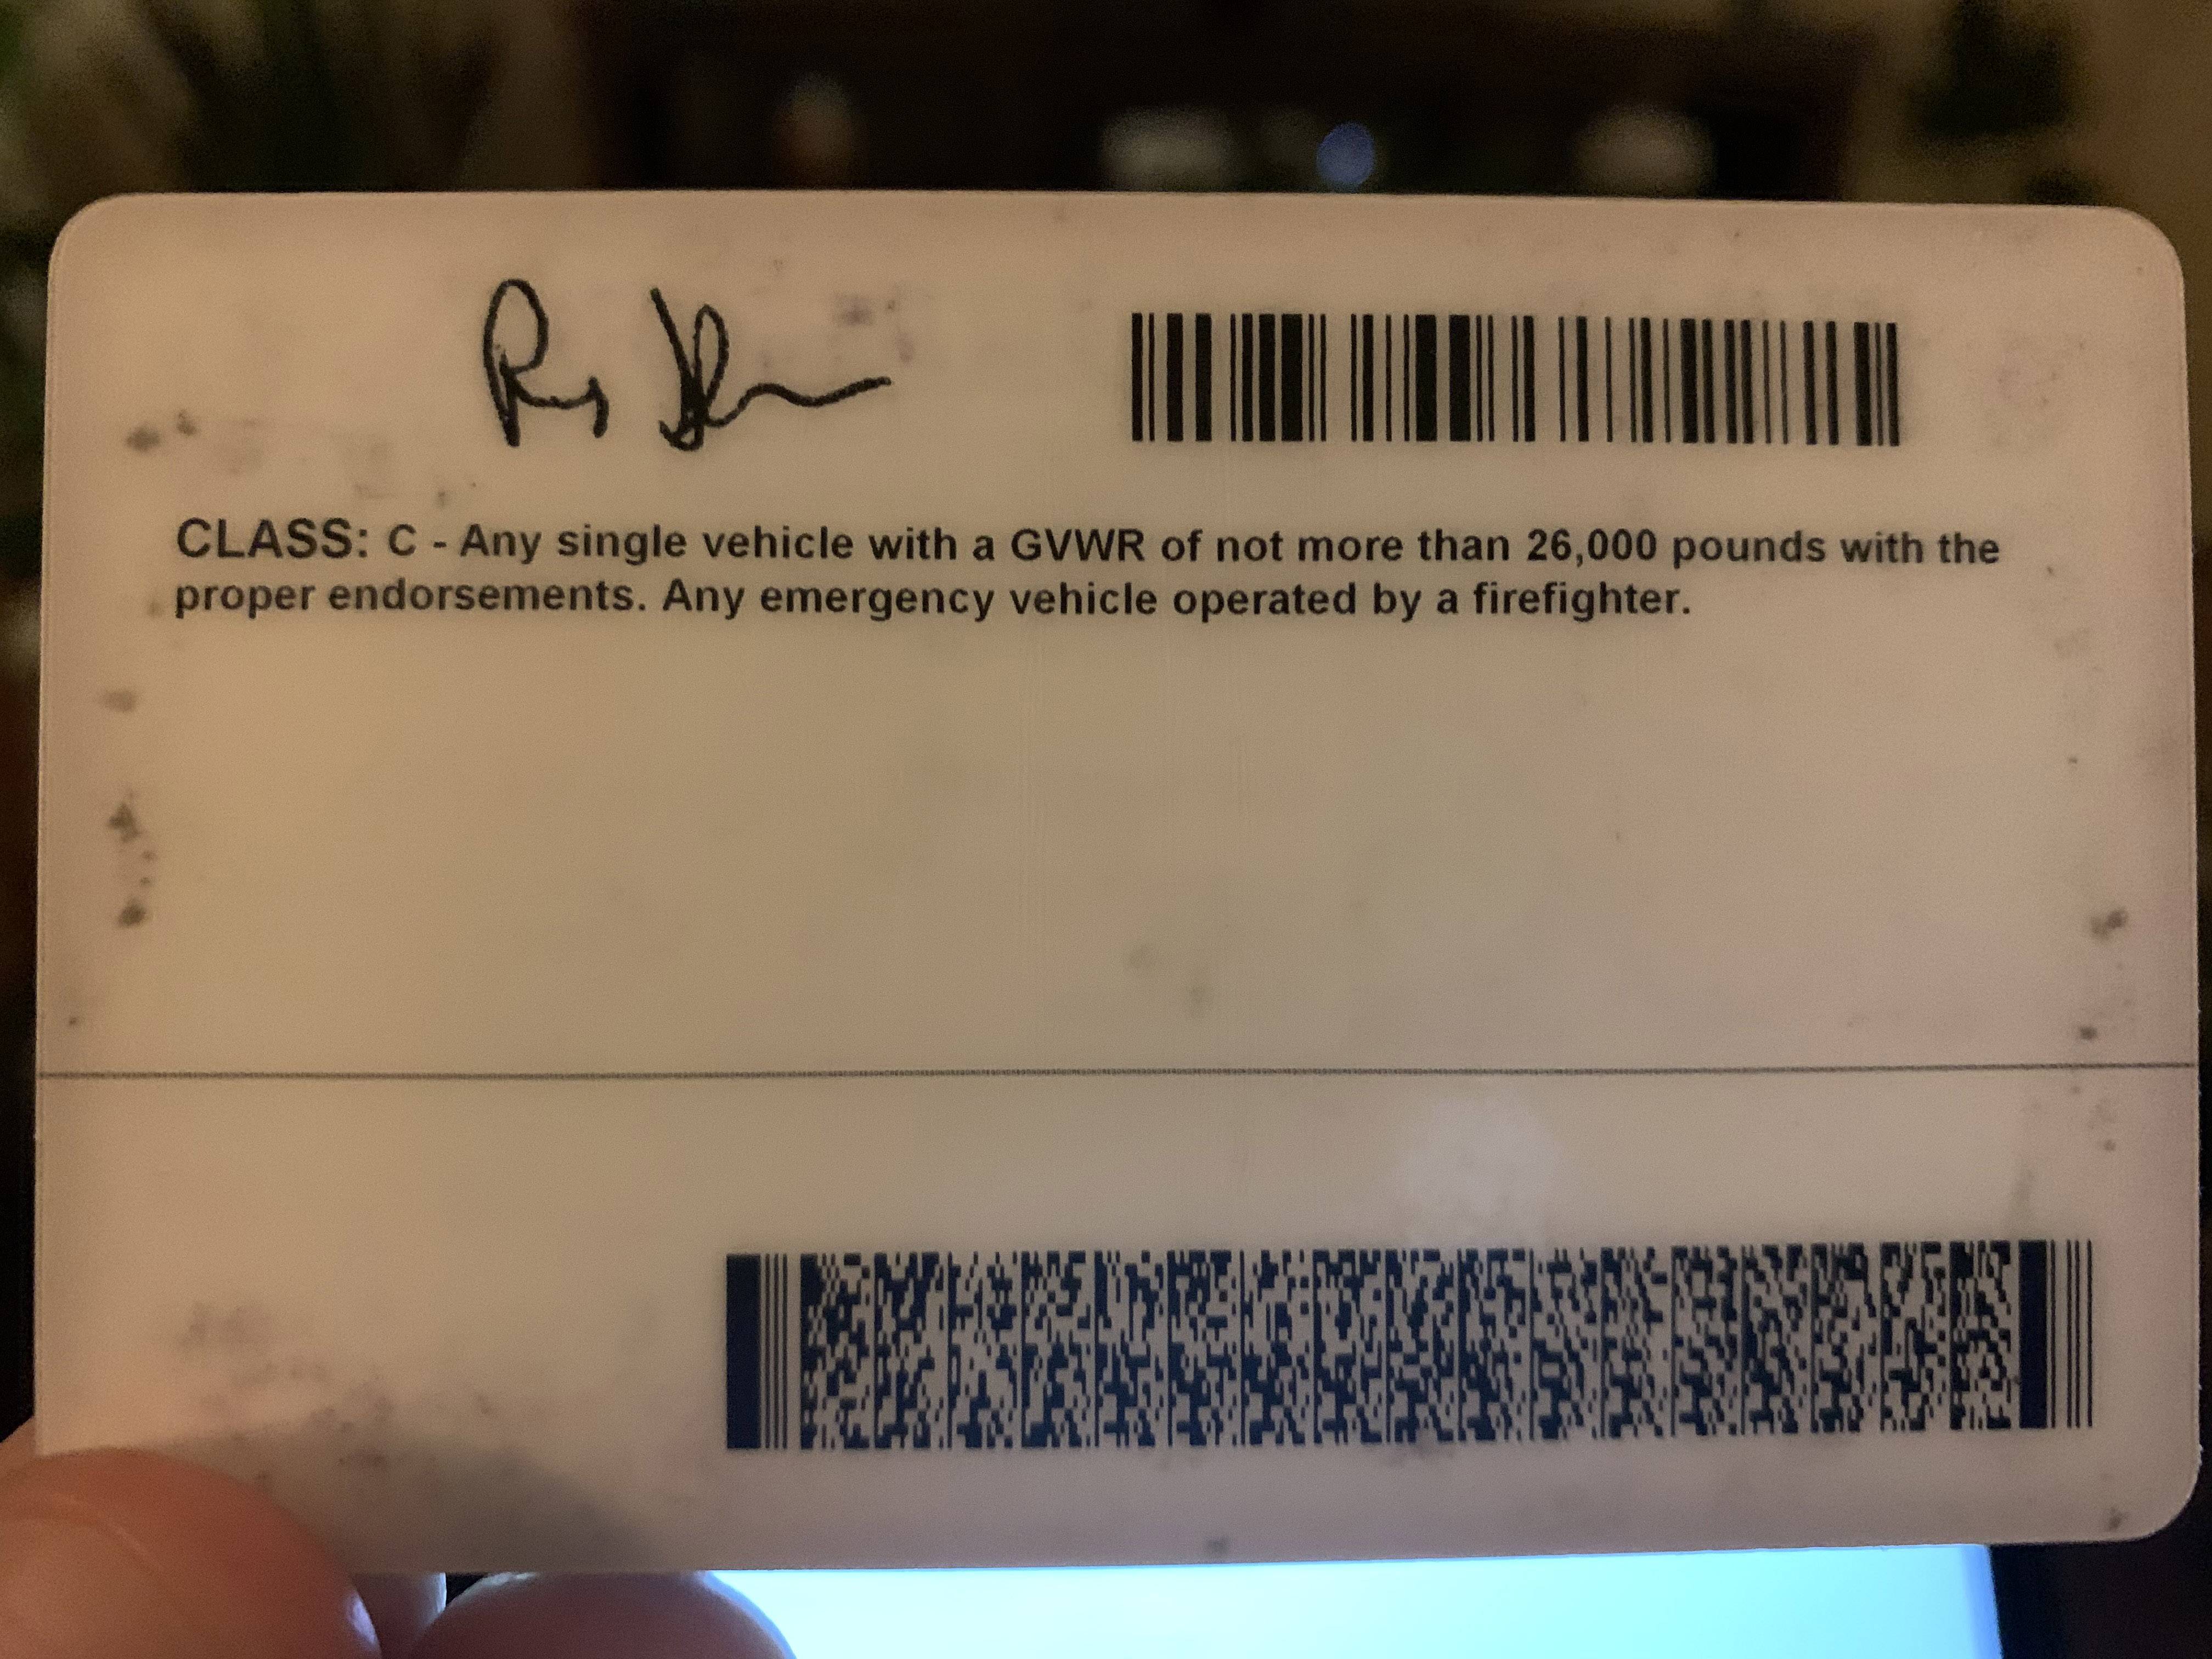 CLASS: C - Any single vehicle with a GVWR of not more than 26,000 pounds with the
proper endorsements. Any emergency vehicle operated by a firefighter.